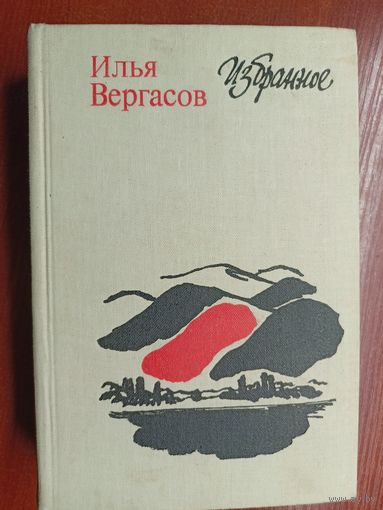 Илья
Вергасов
Избранное